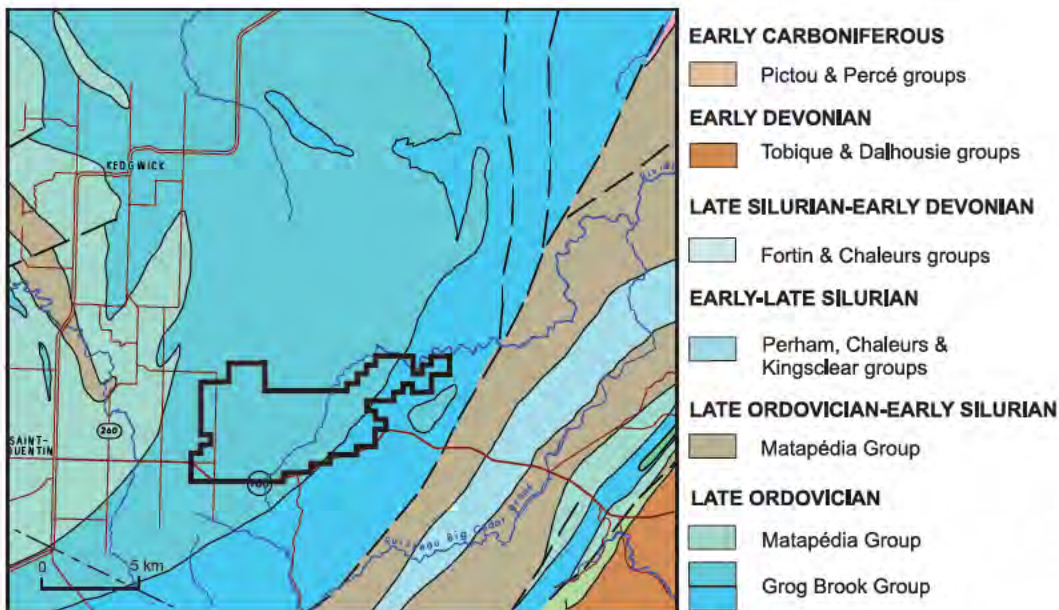 KEDGWICK
SAINT-
QUENTIN
260
180
Big Cedar
0
5 km
EARLY CARBONIFEROUS
Pictou & Percé groups
EARLY DEVONIAN
Tobique & Dalhousie groups
LATE SILURIAN-EARLY DEVONIAN
Fortin & Chaleurs groups
EARLY-LATE SILURIAN
Perham, Chaleurs &
Kingsclear groups
LATE ORDOVICIAN-EARLY SILURIAN
Matapédia Group
LATE ORDOVICIAN
Matapédia Group
Grog Brook Group